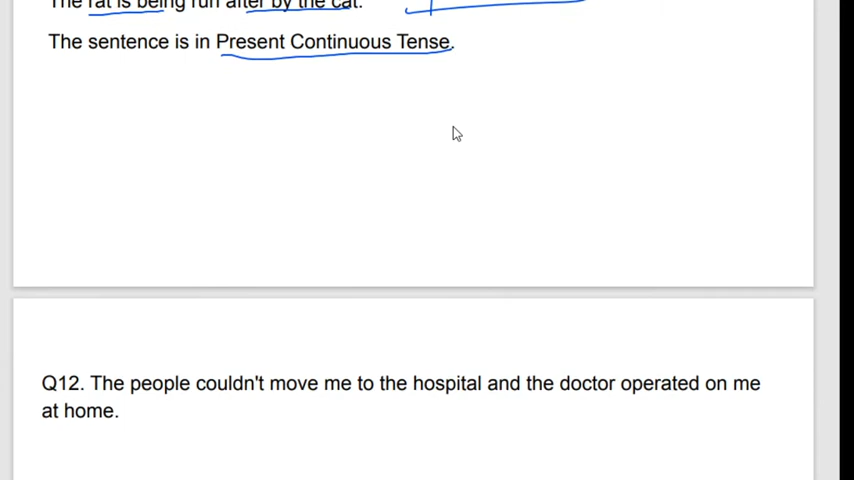 The rat is being run after by the cat.
The sentence is in Present Continuous Tense.
Q12. The people couldn't move me to the hospital and the doctor operated on me
at home.